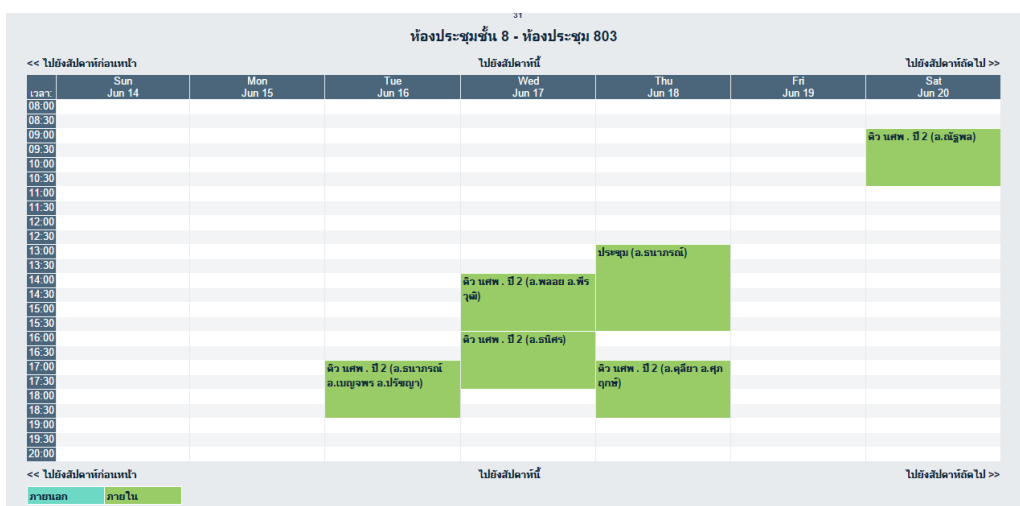 31
ห้องประชุมชั้น 8 - ห้องประชุม 803
<< ไปยังสัปดาห์ก่อนหน้า ไปยังสัปดาห์นี้ ไปยังสัปดาห์ถัดไป >>
Sun Mon Tue Wed Thu Fri Sat
เวลา: Jun 14 Jun 15 Jun 16 Jun 17 Jun 18 Jun 19 Jun 20
08:00
08:30
09:00 ติว นศพ . ปี 2 (อ.ณัฐพล)
09:30
10:00
10:30
11:00
11:30
12:00
12:30
13:00 ประชุม (อ.ธนาภรณ์)
13:30
14:00 ติว นศพ . ปี 2 (อ.พลอย อ.พีร
14:30 วุฒิ)
15:00
15:30
16:00 ติว นศพ . ปี 2 (อ.ธนิศร)
16:30
17:00 ติว นศพ . ปี 2 (อ.ธนาภรณ์ ติว นศพ . ปี 2 (อ.ดุลียา อ.ศุภ
17:30 อ.เบญจพร อ.ปรัชญา) ฤกษ์)
18:00
18:30
19:00
19:30
20:00
<< ไปยังสัปดาห์ก่อนหน้า ไปยังสัปดาห์นี้ ไปยังสัปดาห์ถัดไป >>
ภายนอก ภายใน